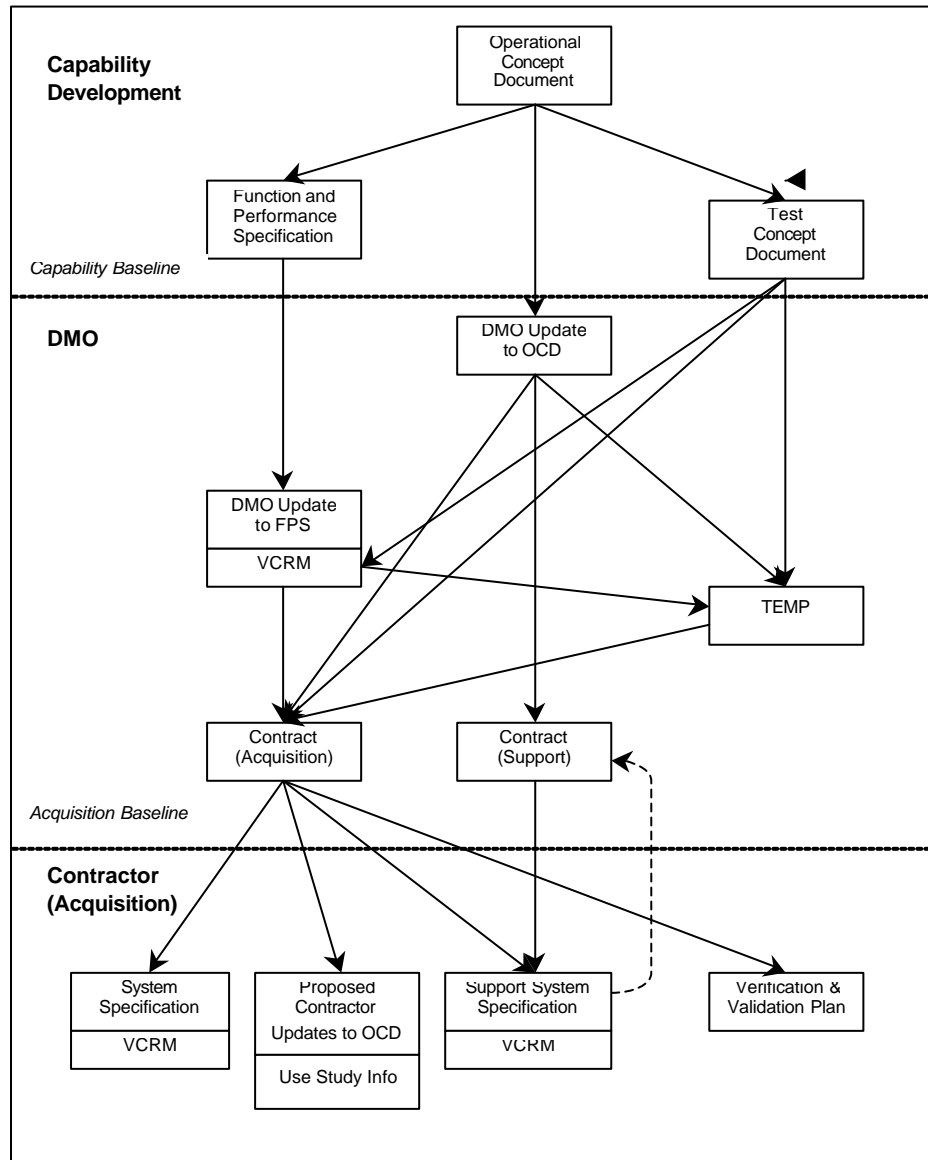 Capability
Development
Operational
Concept
Document
Function and
Performance
Specification
Test
Concept
Document
Capability Baseline
DMO
DMO Update
to OCD
DMO Update
to FPS
VCRM
TEMP
Contract
(Acquisition)
Contract
(Support)
Acquisition Baseline
Contractor
(Acquisition)
System
Specification
VCRM
Proposed
Contractor
Updates to OCD
Use Study Info
Support System
Specification
VCRM
Verification &
Validation Plan